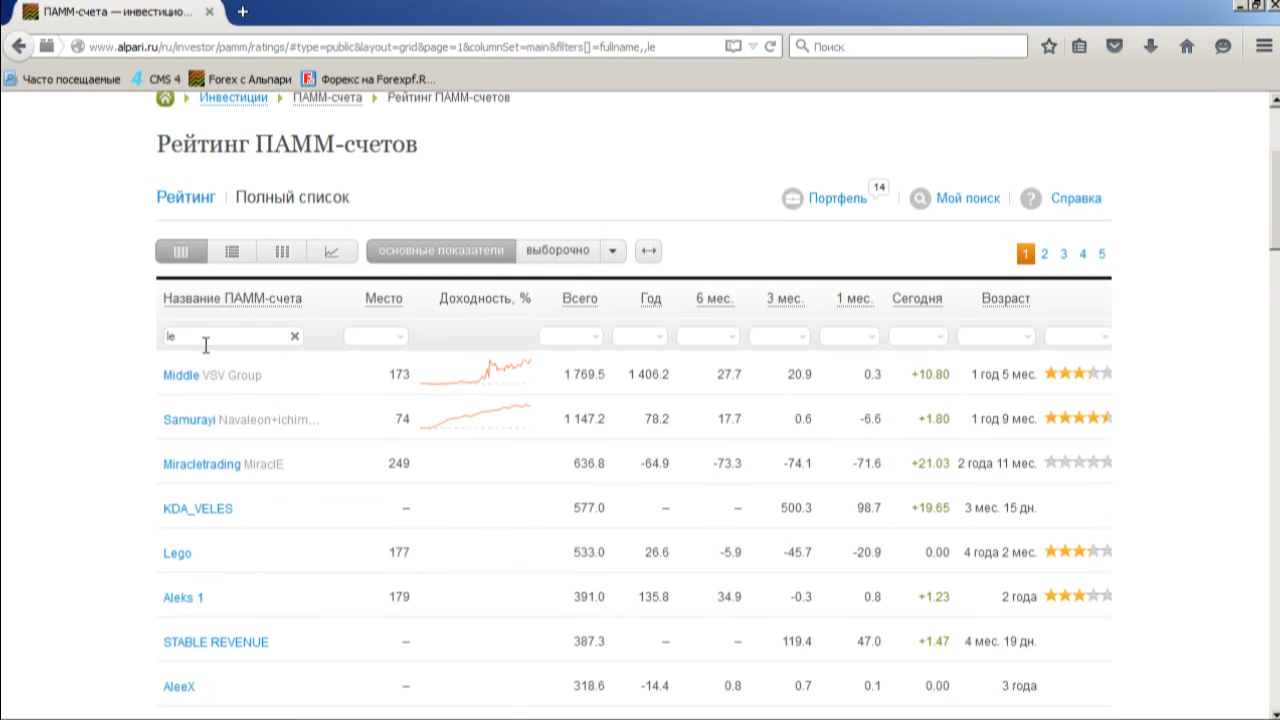 ПАММ-счета — инвестицио...
www.alpari.ru/ru/investor/pamm/ratings/#type=public&layout=grid&page=1&columnSet=main&filters[]=fullname,,le
Поиск
Часто посещаемые CMS 4 Forex с Альпари Форекс на Forexpf.R...
Инвестиции ПАММ-счета Рейтинг ПАММ-счетов
Рейтинг ПАММ-счетов
Рейтинг | Полный список
Портфель 14 | Мой поиск | ? Справка
основные показатели выборочно
1 2 3 4 5
Название ПАММ-счета Место Доходность, % Всего Год 6 мес. 3 мес. 1 мес. Сегодня Возраст
le
Middle VSV Group 173 1 769.5 1 406.2 27.7 20.9 0.3 +10.80 1 год 5 мес.
Samurayi Navaleon+ichim... 74 1 147.2 78.2 17.7 0.6 -6.6 +1.80 1 год 9 мес.
Miracletrading MiraclE 249 636.8 -64.9 -73.3 -74.1 -71.6 +21.03 2 года 11 мес.
KDA_VELES – 577.0 – – 500.3 98.7 +19.65 3 мес. 15 дн.
Lego 177 533.0 26.6 -5.9 -45.7 -20.9 0.00 4 года 2 мес.
Aleks 1 179 391.0 135.8 34.9 -0.3 0.8 +1.23 2 года
STABLE REVENUE – 387.3 – – 119.4 47.0 +1.47 4 мес. 19 дн.
AleeX – 318.6 -14.4 0.8 0.7 0.1 0.00 3 года